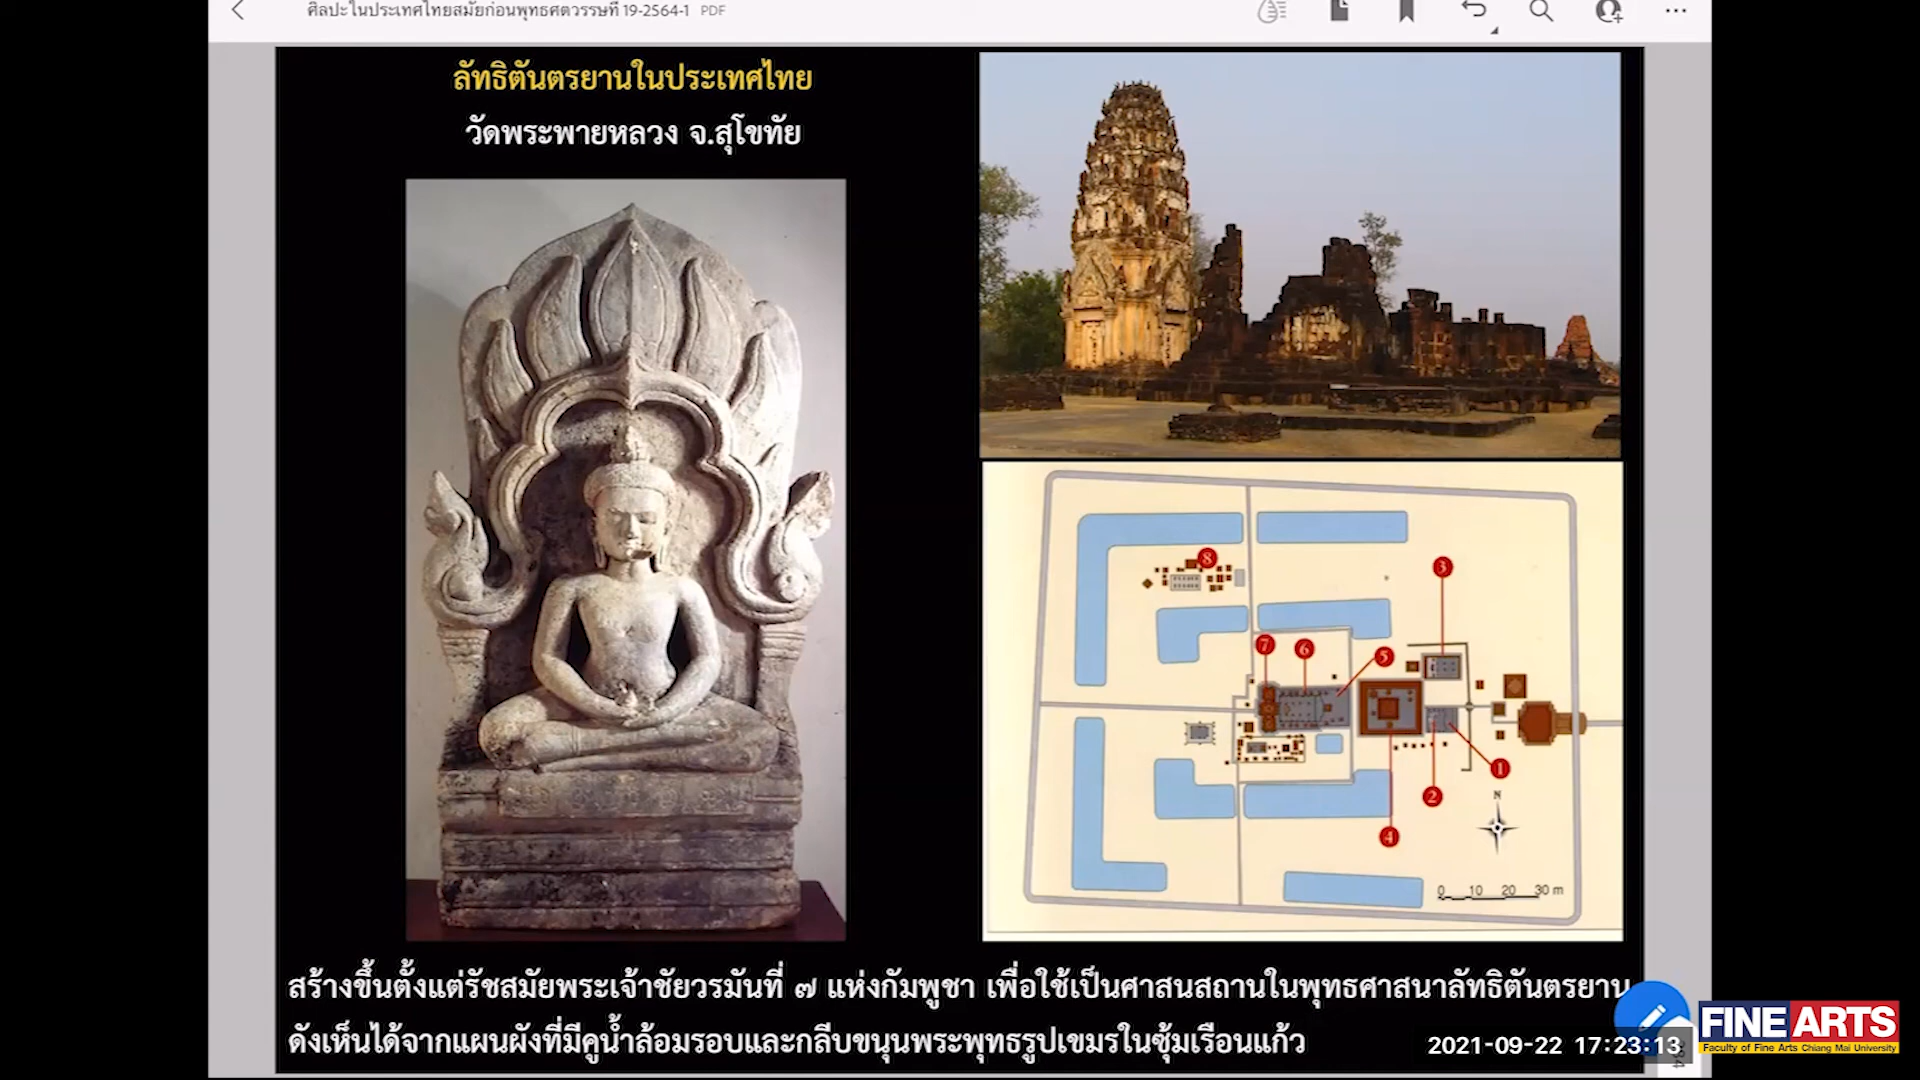 ศิลปะในประเทศไทยสมัยก่อนพุทธศตวรรษที่ 19-2564-1 PDF
ลัทธิตันตรยานในประเทศไทย
วัดพระพายหลวง จ.สุโขทัย
8
3
7 6 5
1
2
N
4
0 10 20 30 m
สร้างขึ้นตั้งแต่รัชสมัยพระเจ้าชัยวรมันที่ ๗ แห่งกัมพูชา เพื่อใช้เป็นศาสนสถานในพุทธศาสนาลัทธิตันตรยาน
ดังเห็นได้จากแผนผังที่มีคูน้ำล้อมรอบและกลีบขนุนพระพุทธรูปเขมรในซุ้มเรือนแก้ว
2021-09-22 17:23:13
FINE ARTS
Faculty of Fine Arts Chiang Mai University